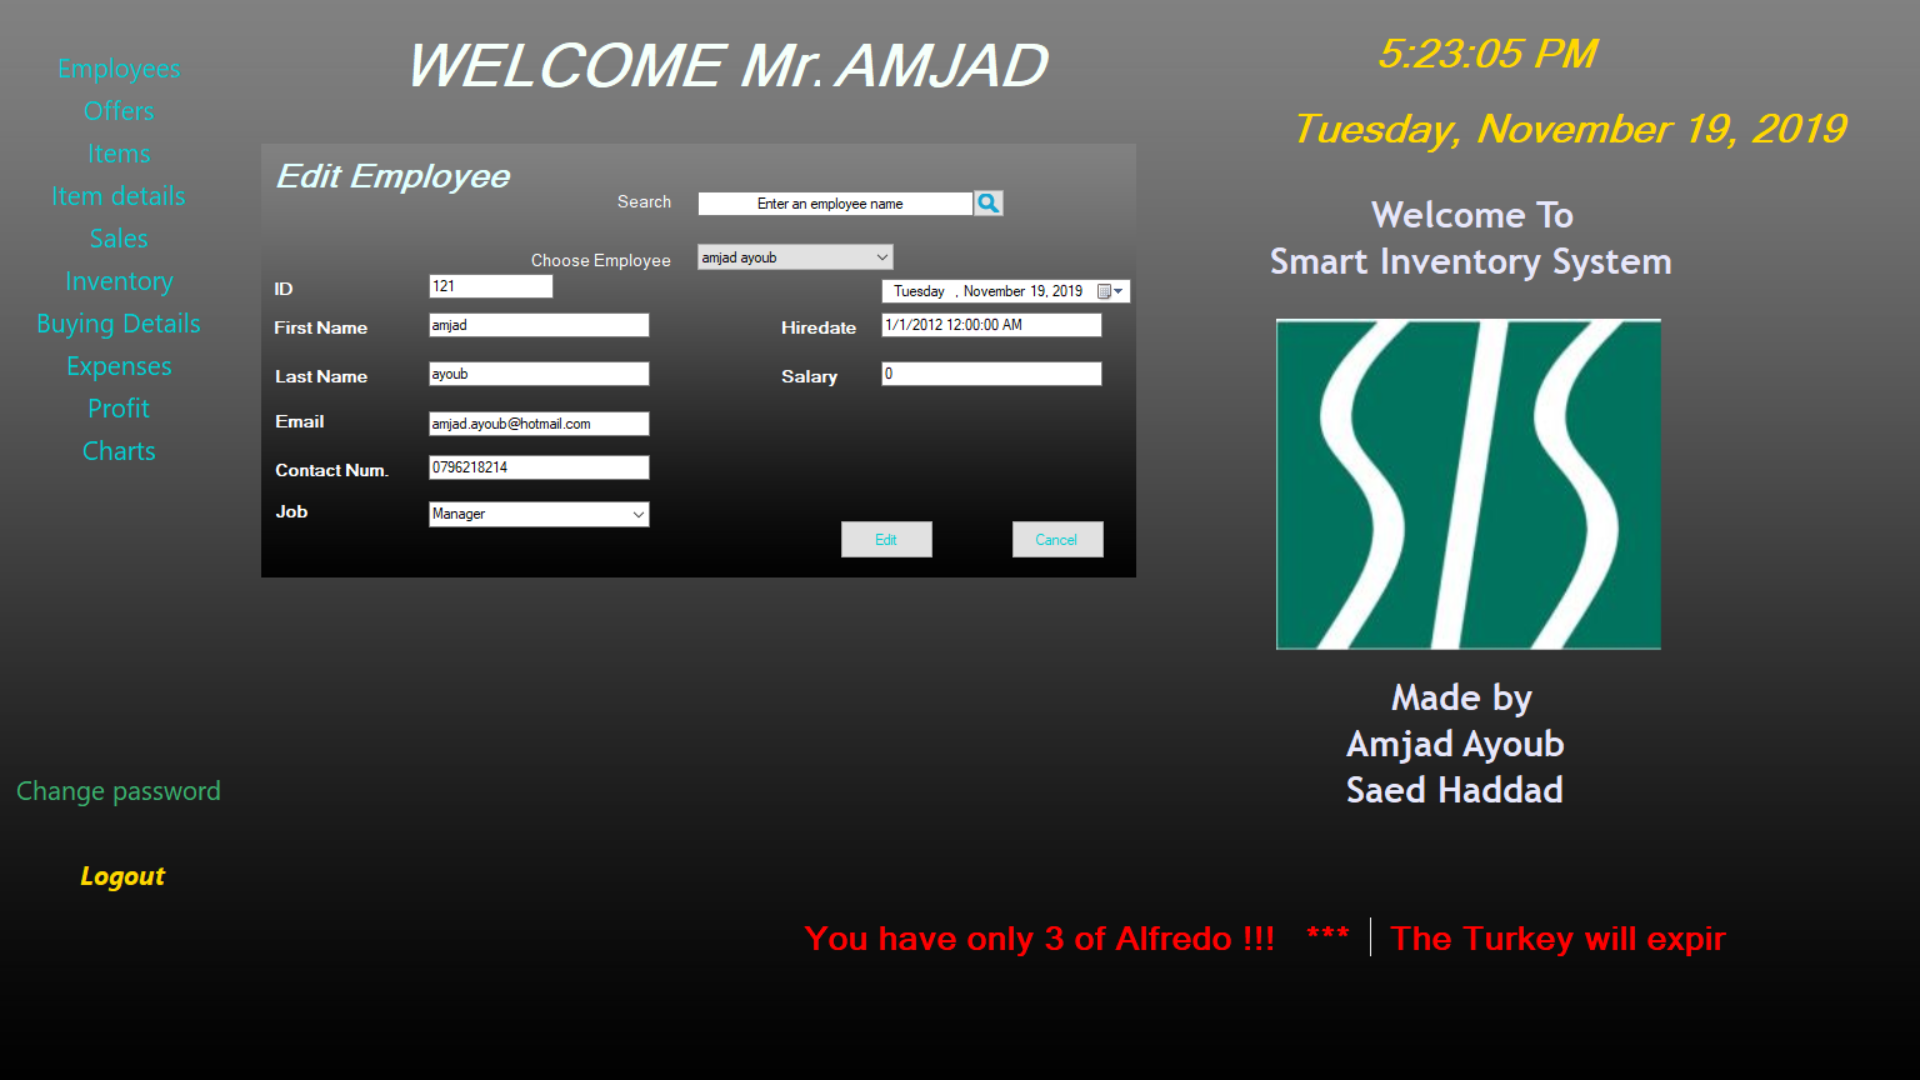 Employees
Offers
Items
Item details
Sales
Inventory
Buying Details
Expenses
Profit
Charts
Change password
Logout
WELCOME Mr. AMJAD
Edit Employee
Search Enter an employee name
Choose Employee amjad ayoub
ID 121
Tuesday , November 19, 2019
First Name amjad
Hiredate 1/1/2012 12:00:00 AM
Last Name ayoub
Salary 0
Email amjad.ayoub@hotmail.com
Contact Num. 0796218214
Job Manager
Edit Cancel
5:23:05 PM
Tuesday, November 19, 2019
Welcome To
Smart Inventory System
SIS
Made by
Amjad Ayoub
Saed Haddad
You have only 3 of Alfredo !!! *** | The Turkey will expir